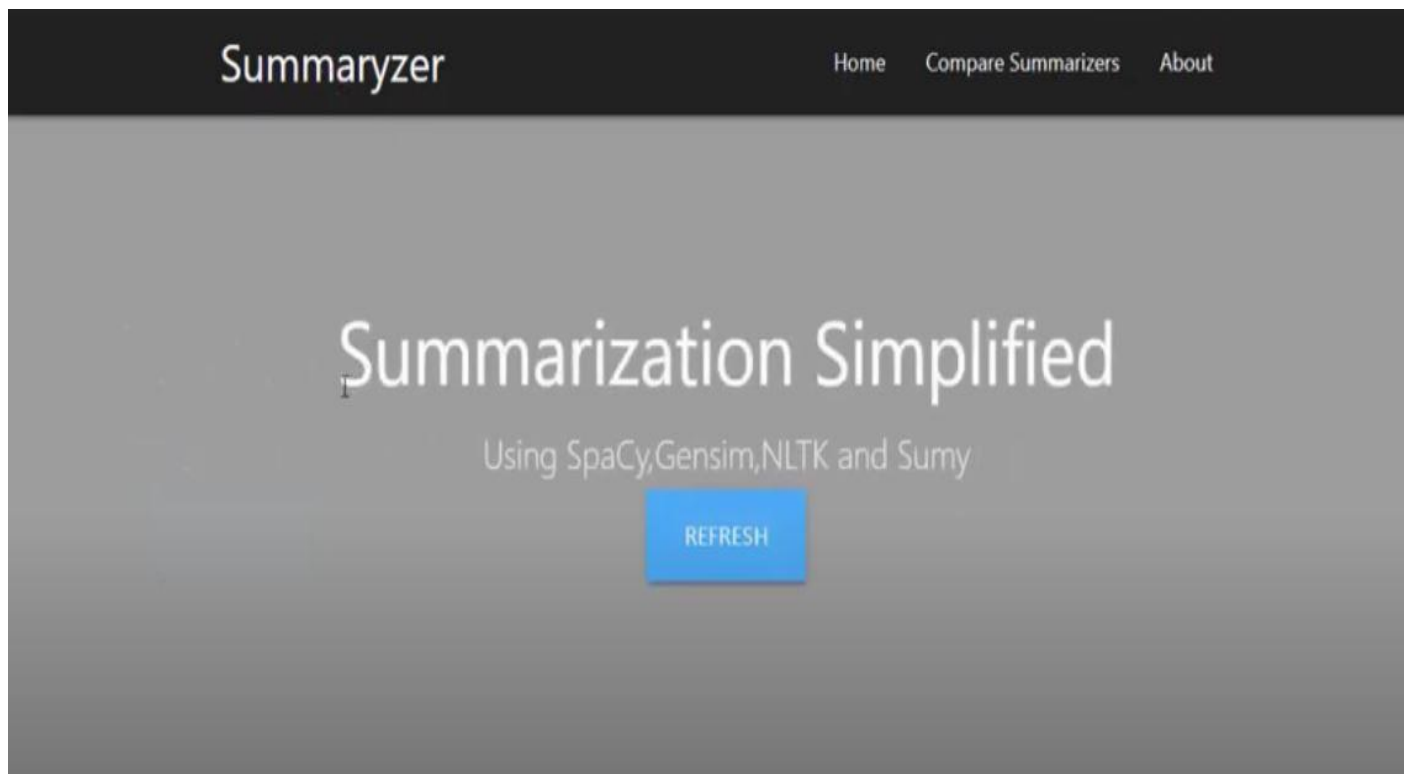 Summaryzer
Home Compare Summarizers About
Summarization Simplified
Using SpaCy,Gensim,NLTK and Sumy
REFRESH